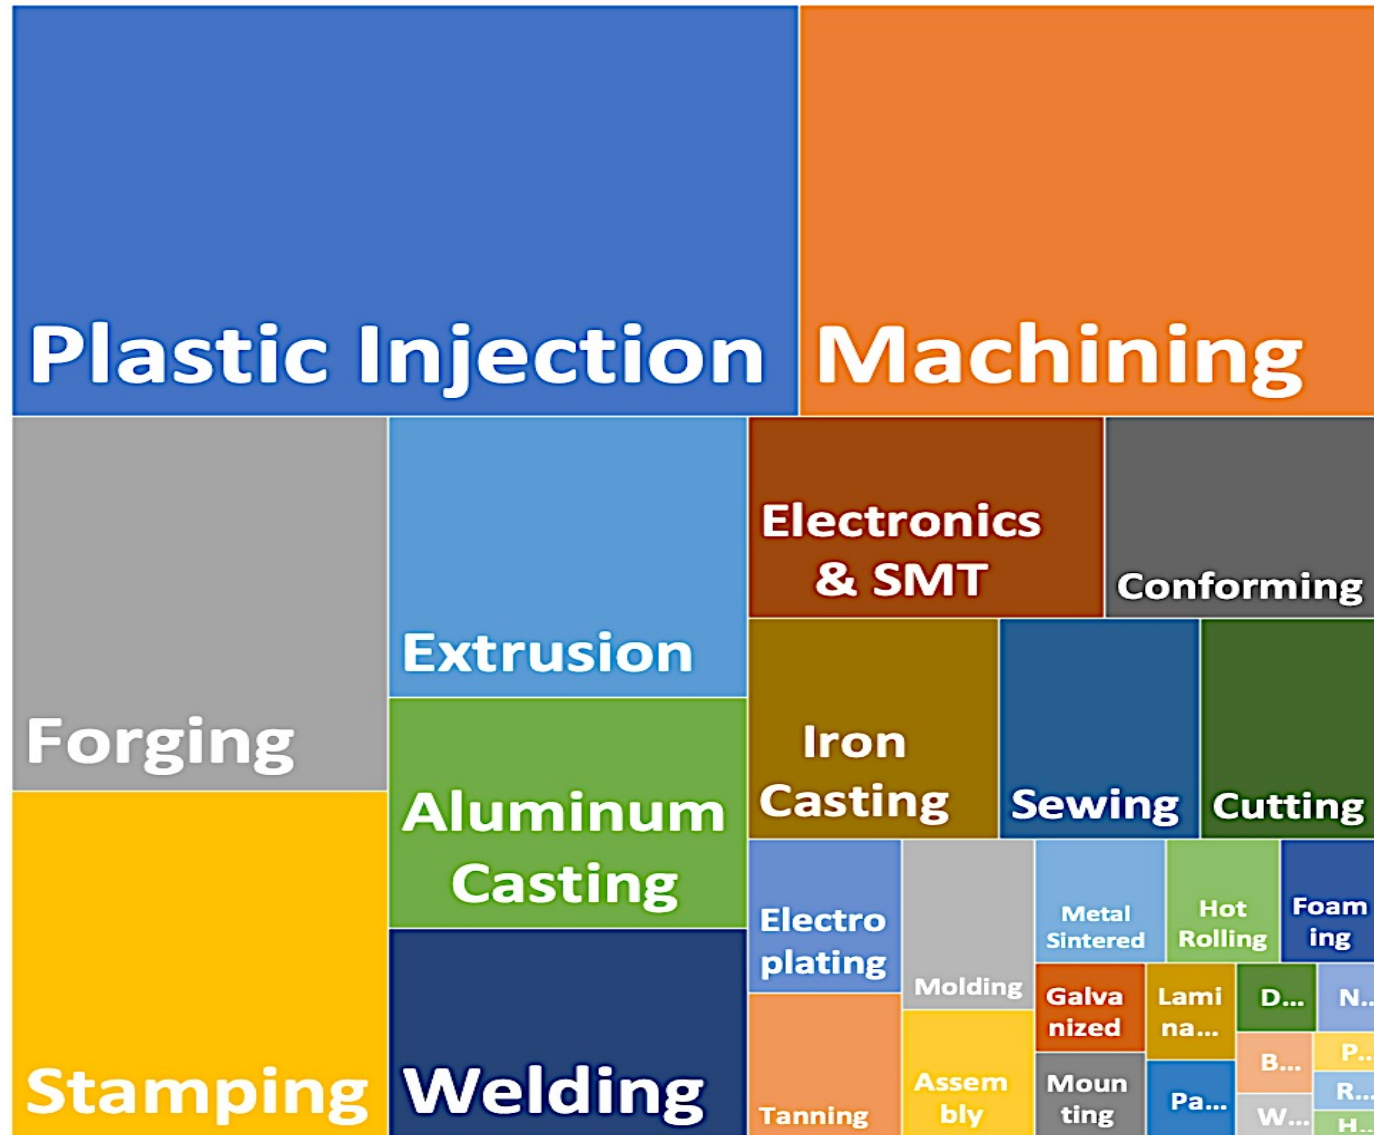 Plastic Injection
Machining
Forging
Extrusion
Electronics
& SMT
Conforming
Stamping
Aluminum
Casting
Welding
Iron
Casting
Sewing
Cutting
Electro
plating
Tanning
Molding
Assem
bly
Metal
Sintered
Hot
Rolling
Foam
ing
Galva
nized
Moun
ting
Lami
na...
Pa...
D...
N...
B...
W...
P...
R...
H...